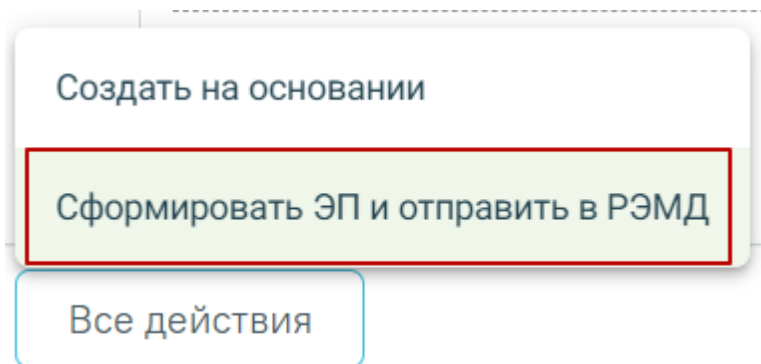 Создать на основании
Сформировать ЭП и отправить в РЭМД
Все действия